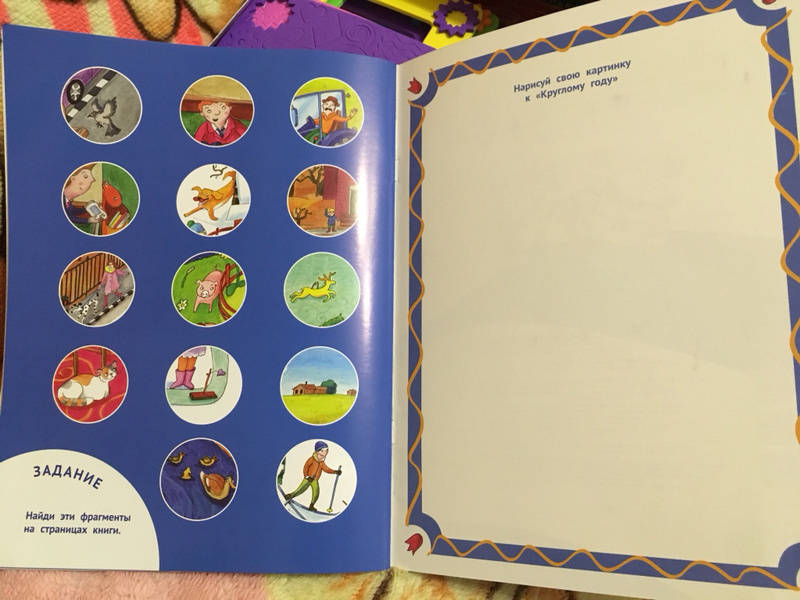 ЗАДАНИЕ
Найди эти фрагменты
на страницах книги.
Нарисуй свою картинку
к «Круглому году»